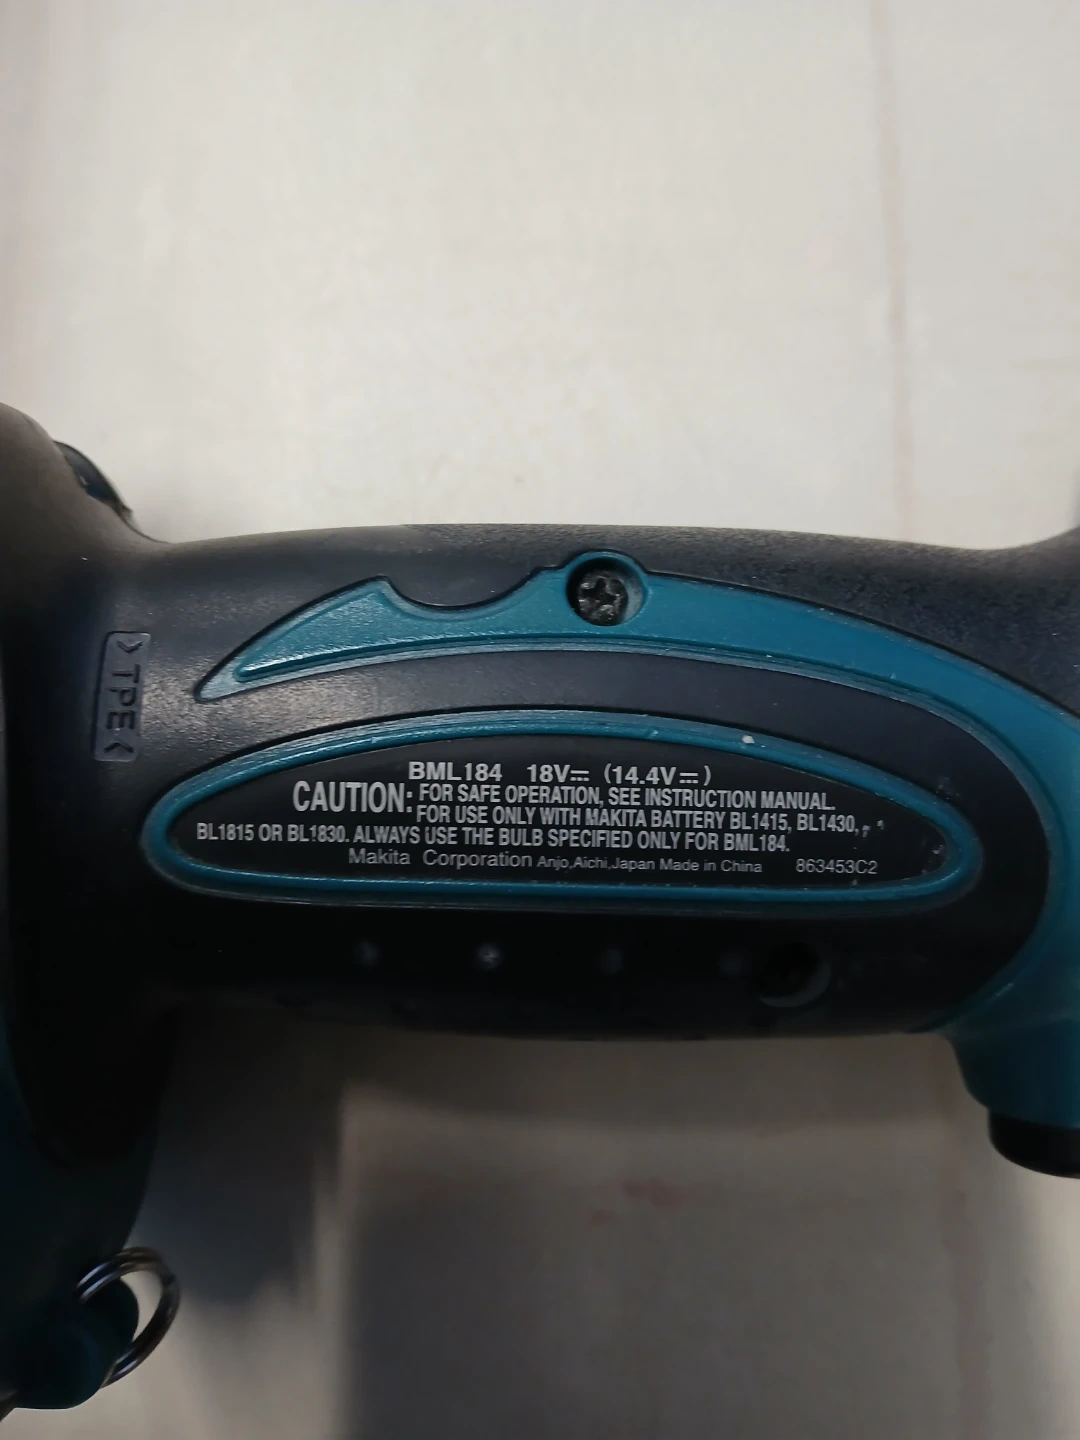 >TPE<
BML184 18V⎓ (14.4V⎓)
CAUTION: FOR SAFE OPERATION, SEE INSTRUCTION MANUAL.
FOR USE ONLY WITH MAKITA BATTERY BL1415, BL1430,
BL1815 OR BL1830. ALWAYS USE THE BULB SPECIFIED ONLY FOR BML184.
Makita Corporation Anjo,Aichi,Japan Made in China 863453C2